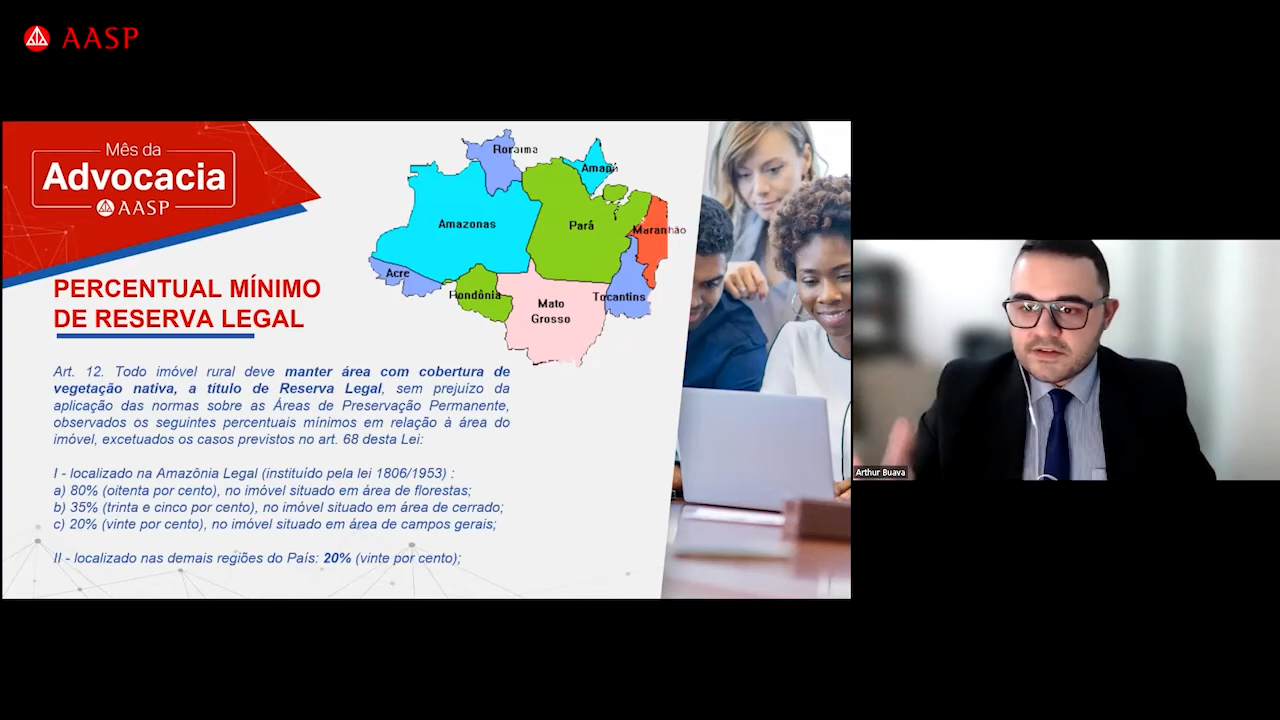 AASP
Mês da
Advocacia
AASP
PERCENTUAL MÍNIMO
DE RESERVA LEGAL
Roraima
Amapá
Amazonas
Pará
Maranhão
Acre
Rondônia
Mato
Grosso
Tocantins
Art. 12. Todo imóvel rural deve manter área com cobertura de
vegetação nativa, a título de Reserva Legal, sem prejuízo da
aplicação das normas sobre as Áreas de Preservação Permanente,
observados os seguintes percentuais mínimos em relação à área do
imóvel, excetuados os casos previstos no art. 68 desta Lei:
I - localizado na Amazônia Legal (instituído pela lei 1806/1953) :
a) 80% (oitenta por cento), no imóvel situado em área de florestas;
b) 35% (trinta e cinco por cento), no imóvel situado em área de cerrado;
c) 20% (vinte por cento), no imóvel situado em área de campos gerais;
II - localizado nas demais regiões do País: 20% (vinte por cento);
Arthur Buava